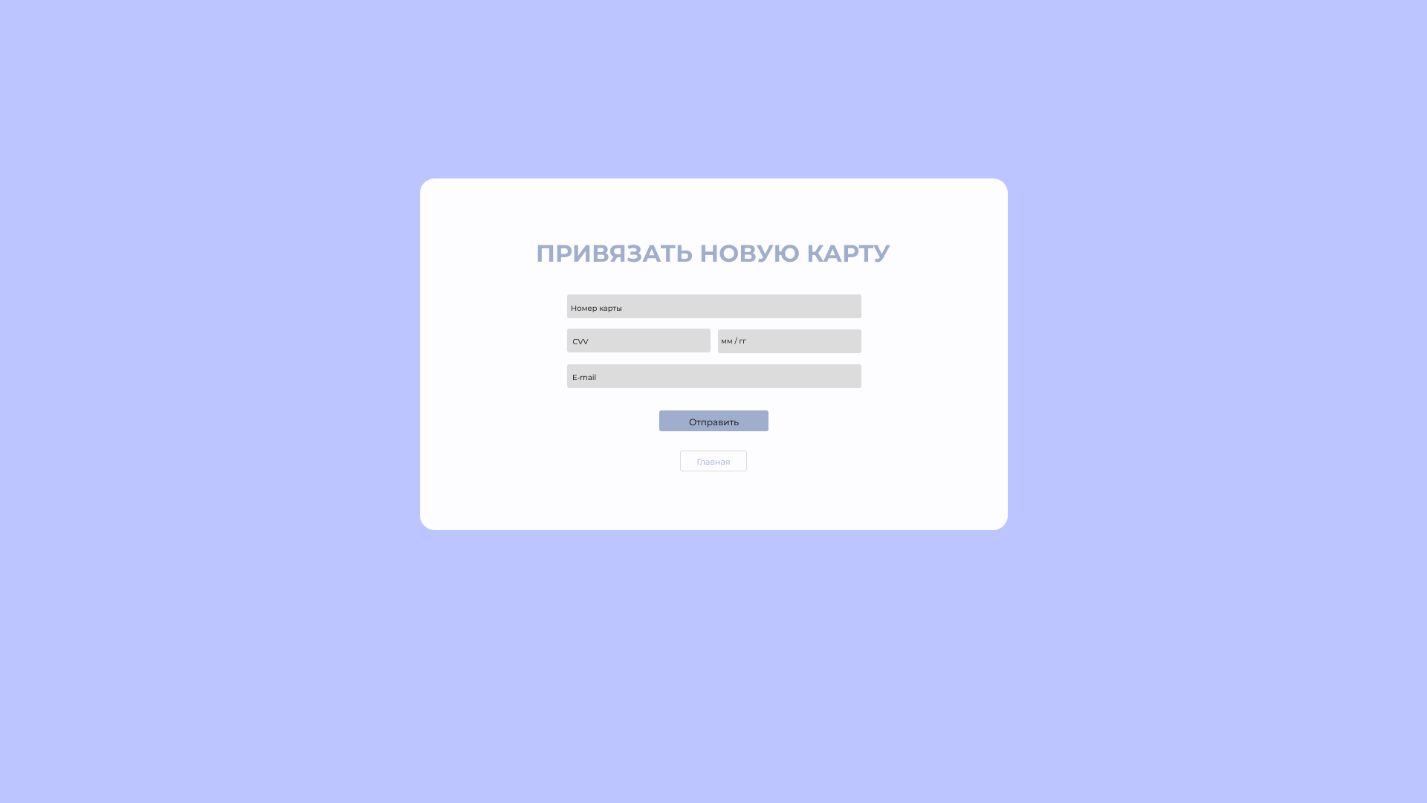 ПРИВЯЗАТЬ НОВУЮ КАРТУ
Номер карты
CVV
мм / гг
E-mail
Отправить
Главная